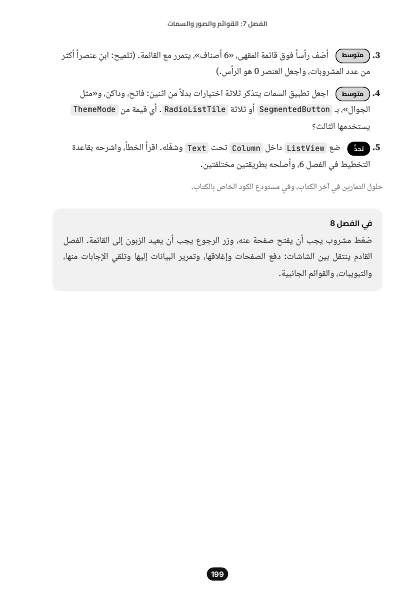 الفصل 7: القوائم والصور والسمات
3. متوسط أضف رأساً فوق قائمة المقهى، «6 أصناف»، يتمرر مع القائمة. (تلميح: ابنِ عنصراً أكثر
من عدد المشروبات، واجعل العنصر 0 هو الرأس.)
4. متوسط اجعل تطبيق السمات يتذكر ثلاثة اختيارات بدلاً من اثنين: فاتح، وداكن، و«مثل
الجوال»، بـ SegmentedButton أو ثلاثة RadioListTile. أي قيمة من ThemeMode
يستخدمها الثالث؟
5. تحدٍّ ضع ListView داخل Column تحت Text وشغّله. اقرأ الخطأ، واشرحه بقاعدة
التخطيط في الفصل 6، وأصلحه بطريقتين مختلفتين.
حلول التمارين في آخر الكتاب، وفي مستودع الكود الخاص بالكتاب.
في الفصل 8
ضغط مشروب يجب أن يفتح صفحة عنه، وزر الرجوع يجب أن يعيد الزبون إلى القائمة. الفصل
القادم ينتقل بين الشاشات: دفع الصفحات وإغلاقها، وتمرير البيانات إليها وتلقي الإجابات منها،
والتبويبات، والقوائم الجانبية.
199